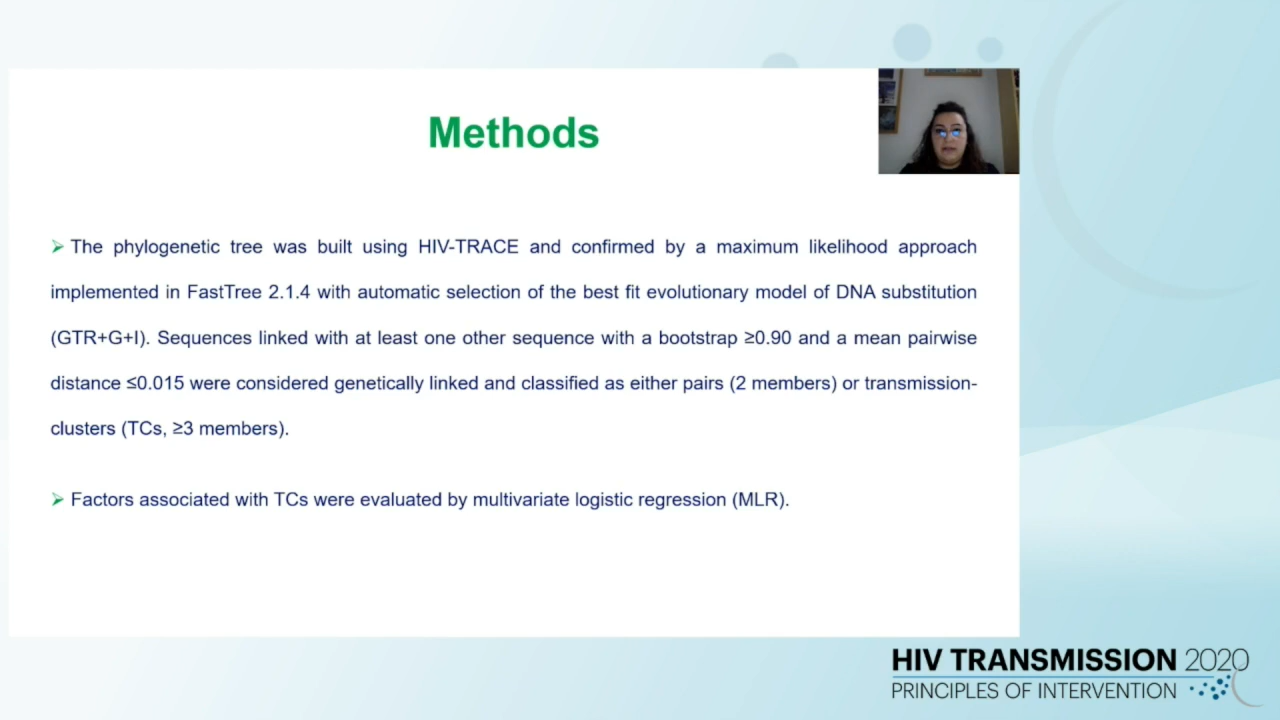 Methods
➢ The phylogenetic tree was built using HIV-TRACE and confirmed by a maximum likelihood approach
implemented in FastTree 2.1.4 with automatic selection of the best fit evolutionary model of DNA substitution
(GTR+G+I). Sequences linked with at least one other sequence with a bootstrap ≥0.90 and a mean pairwise
distance ≤0.015 were considered genetically linked and classified as either pairs (2 members) or transmission-
clusters (TCs, ≥3 members).
➢ Factors associated with TCs were evaluated by multivariate logistic regression (MLR).
HIV TRANSMISSION 2020
PRINCIPLES OF INTERVENTION